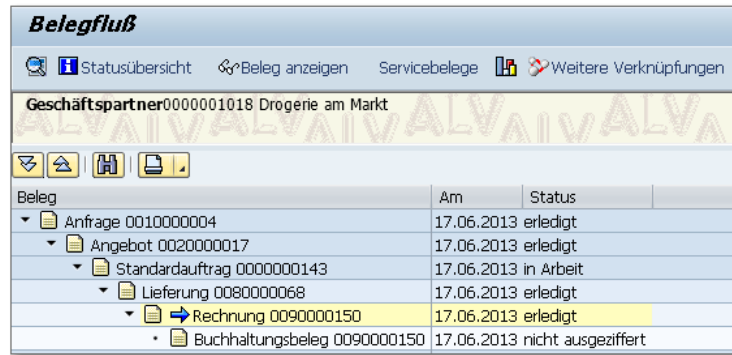 Belegfluß
Statusübersicht Beleg anzeigen Servicebelege Weitere Verknüpfungen
Geschäftspartner0000001018 Drogerie am Markt
Beleg Am Status
Anfrage 0010000004 17.06.2013 erledigt
Angebot 0020000017 17.06.2013 erledigt
Standardauftrag 0000000143 17.06.2013 in Arbeit
Lieferung 0080000068 17.06.2013 erledigt
Rechnung 0090000150 17.06.2013 erledigt
Buchhaltungsbeleg 0090000150 17.06.2013 nicht ausgeziffert